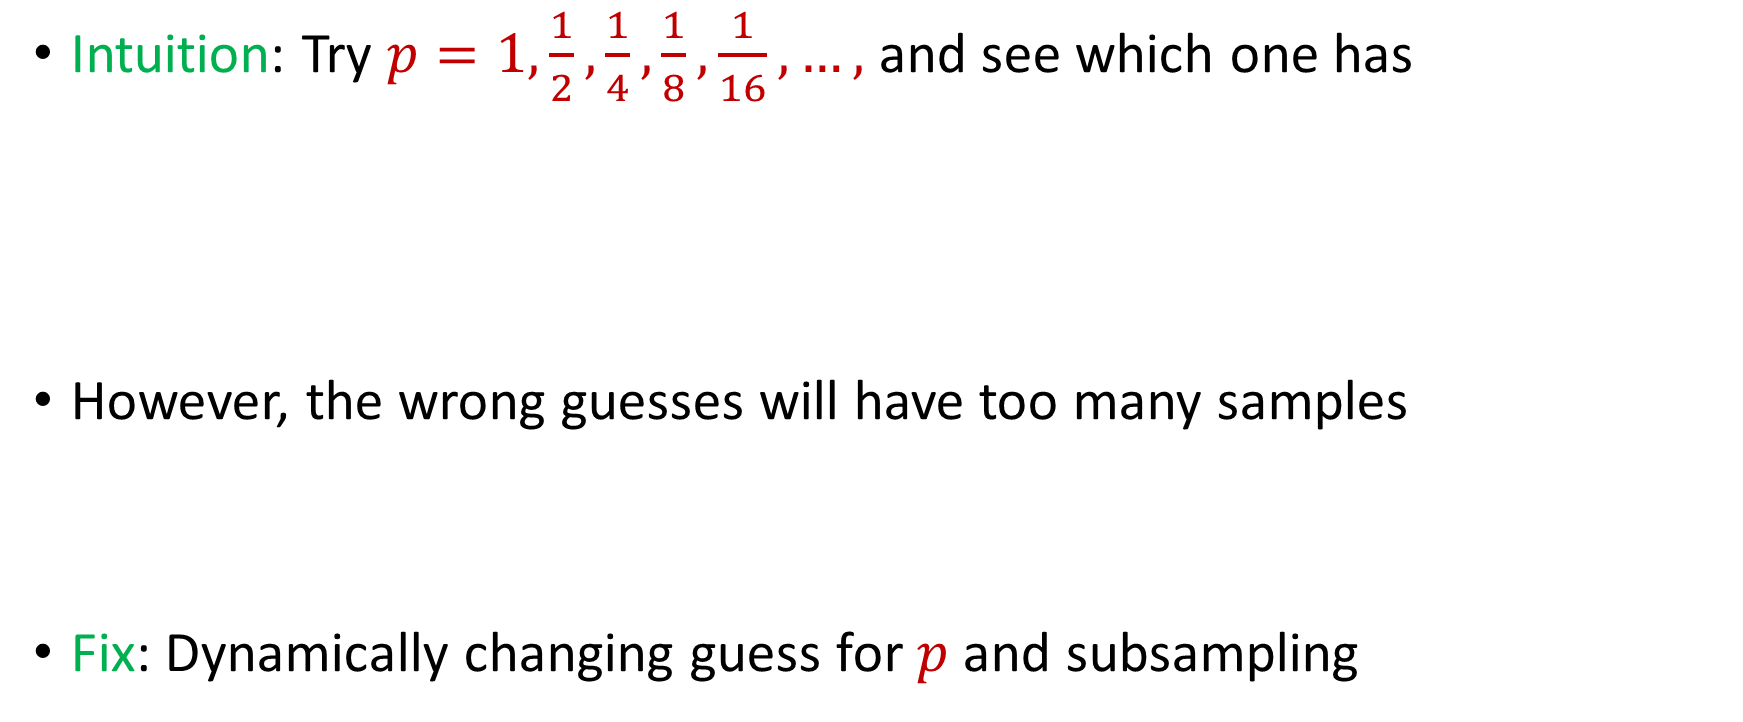 • Intuition: Try p = 1, 1/2, 1/4, 1/8, 1/16, ..., and see which one has
• However, the wrong guesses will have too many samples
• Fix: Dynamically changing guess for p and subsampling